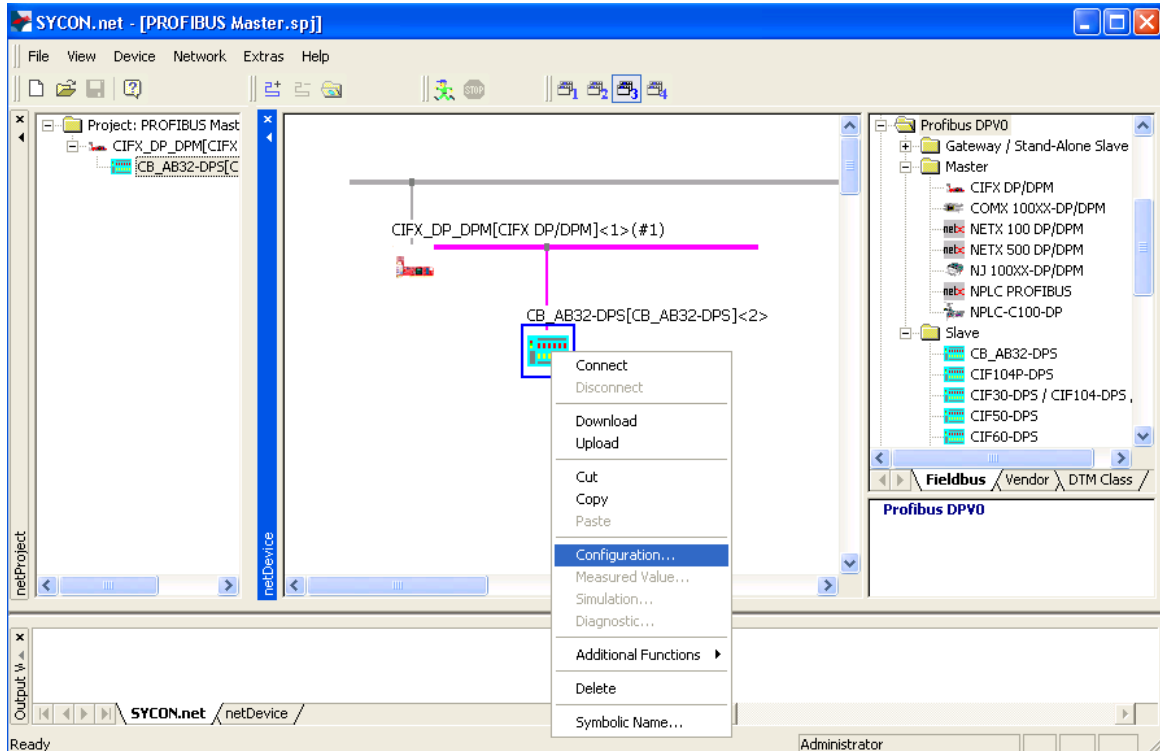 SYCON.net - [PROFIBUS Master.spj]
File View Device Network Extras Help
netProject
Project: PROFIBUS Mast
CIFX_DP_DPM[CIFX
CB_AB32-DPS[C
netDevice
CIFX_DP_DPM[CIFX DP/DPM]<1>(#1)
CB_AB32-DPS[CB_AB32-DPS]<2>
Connect
Disconnect
Download
Upload
Cut
Copy
Paste
Configuration...
Measured Value...
Simulation...
Diagnostic...
Additional Functions
Delete
Symbolic Name...
Profibus DPV0
Gateway / Stand-Alone Slave
Master
CIFX DP/DPM
COMX 100XX-DP/DPM
netx NETX 100 DP/DPM
netx NETX 500 DP/DPM
NJ 100XX-DP/DPM
netx NPLC PROFIBUS
NPLC-C100-DP
Slave
CB_AB32-DPS
CIF104P-DPS
CIF30-DPS / CIF104-DPS
CIF50-DPS
CIF60-DPS
Fieldbus Vendor DTM Class
Profibus DPV0
Output
SYCON.net netDevice
Ready Administrator